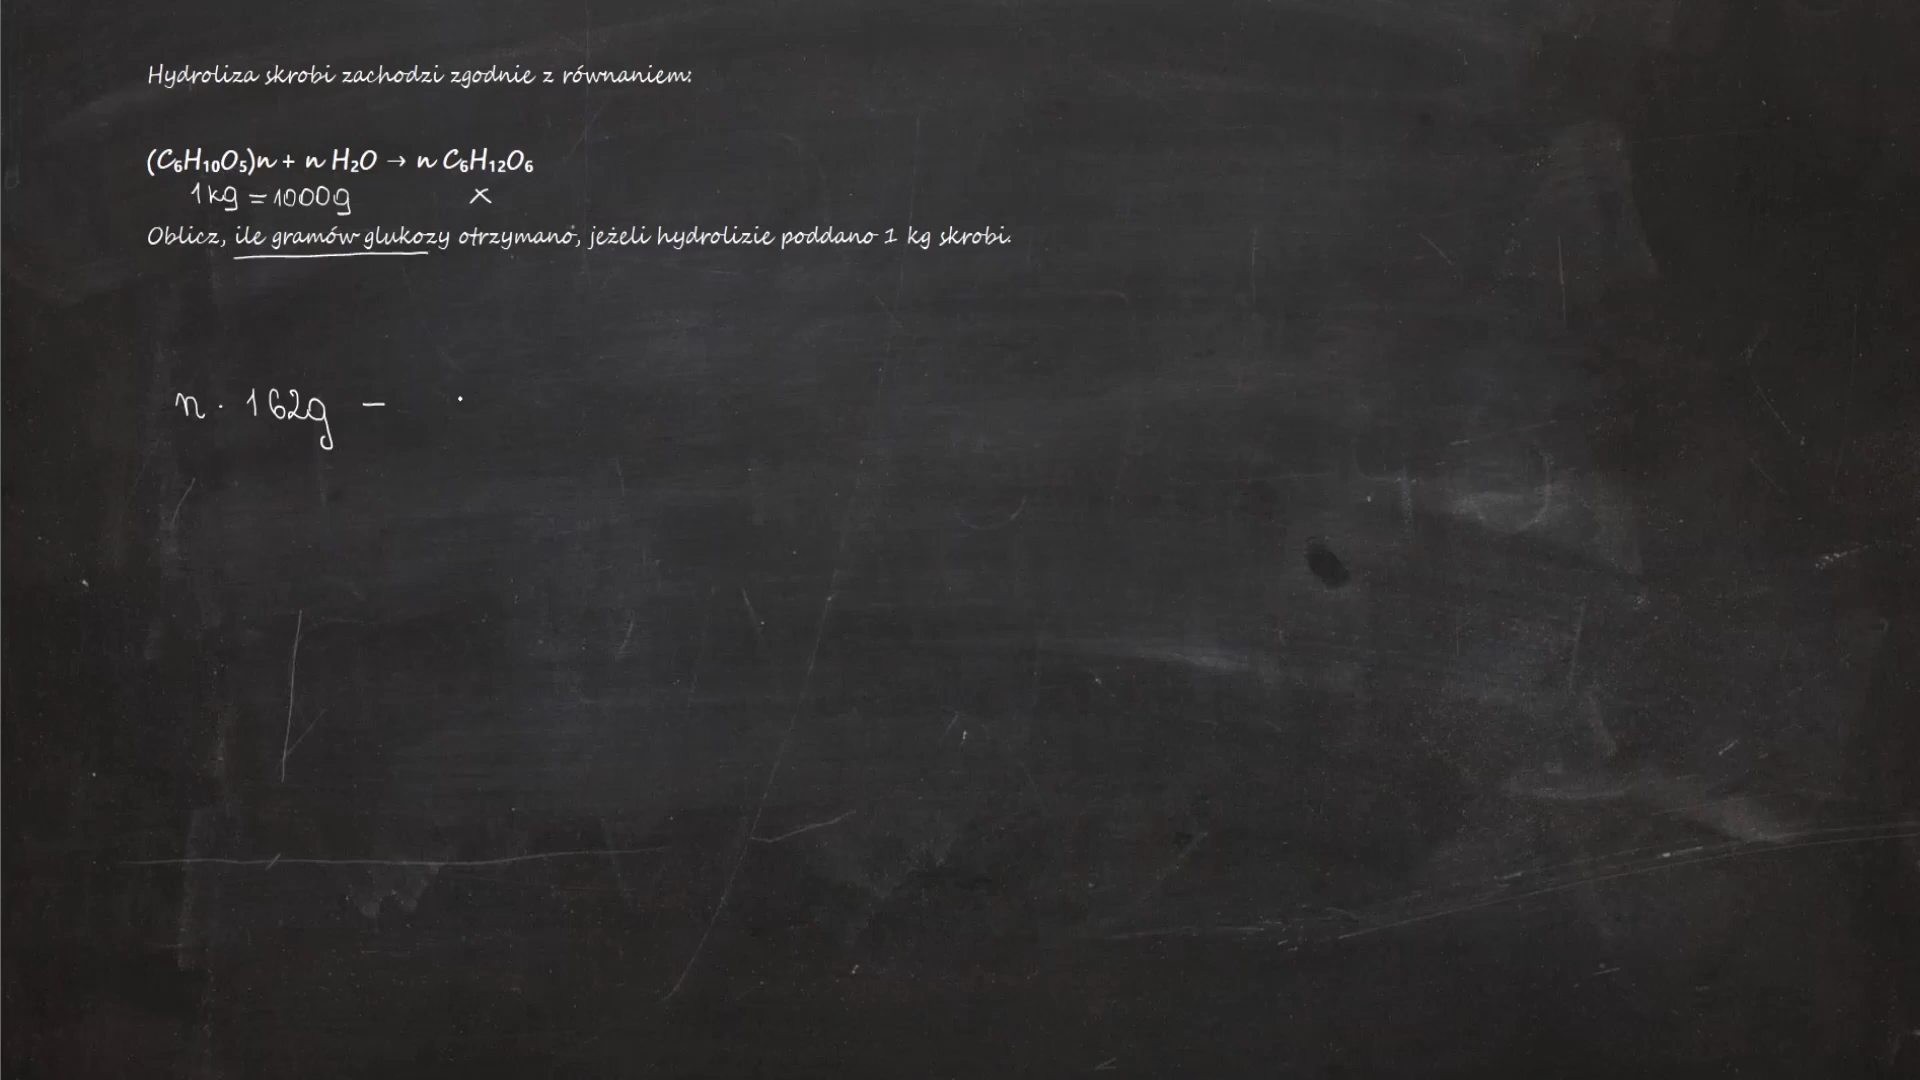 Hydroliza skrobi zachodzi zgodnie z równaniem:
(C₆H₁₀O₅)n + n H₂O → n C₆H₁₂O₆
1kg = 1000g x
Oblicz, ile gramów glukozy otrzymano, jeżeli hydrolizie poddano 1 kg skrobi.
n · 162g –